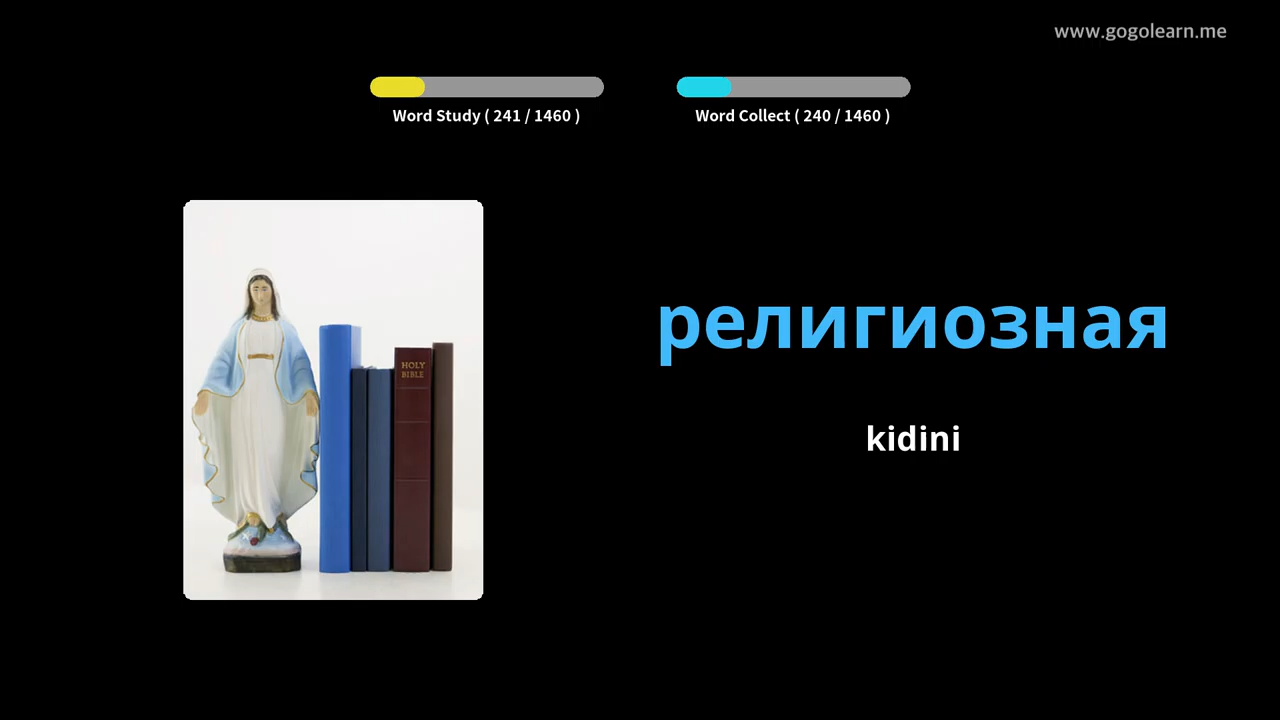 www.gogolearn.me
Word Study ( 241 / 1460 )
Word Collect ( 240 / 1460 )
HOLY
BIBLE
религиозная
kidini